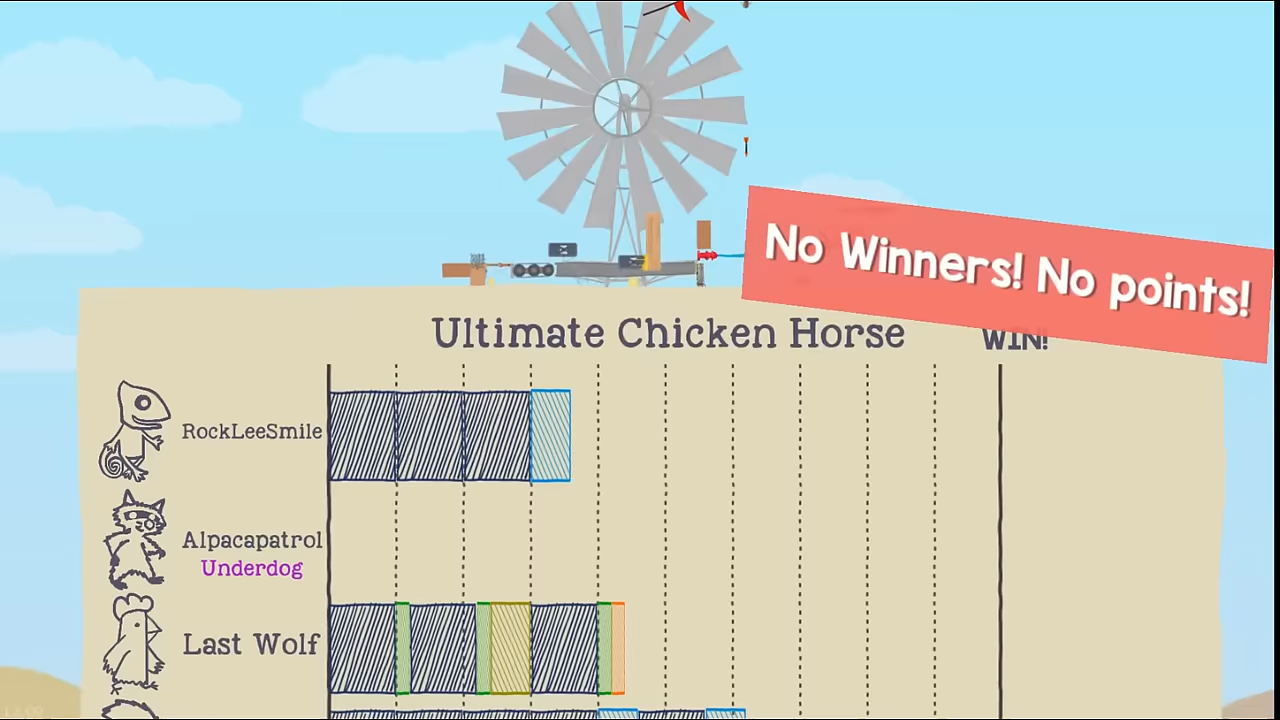 No Winners! No points!
Ultimate Chicken Horse
WIN!
RockLeeSmile
Alpacapatrol
Underdog
Last Wolf